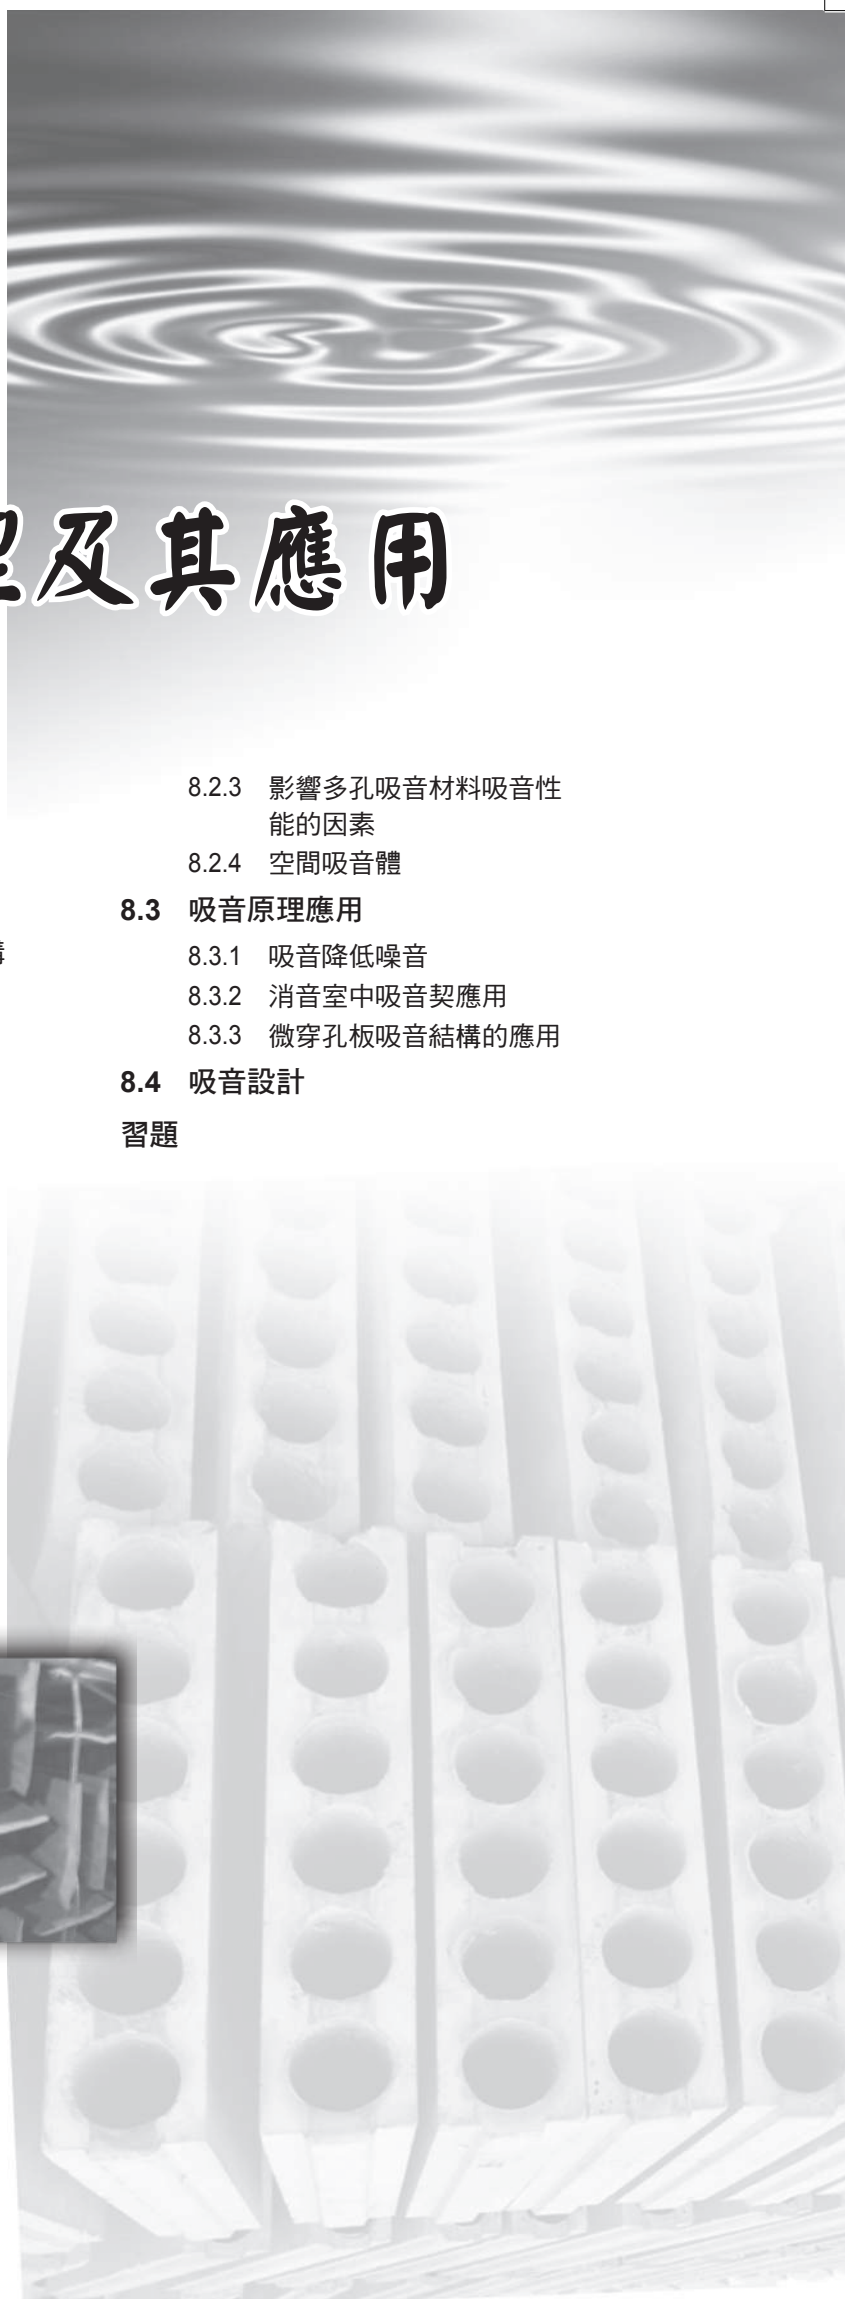 理及其應用
8.2.3 影響多孔吸音材料吸音性
能的因素
8.2.4 空間吸音體
8.3 吸音原理應用
構
8.3.1 吸音降低噪音
8.3.2 消音室中吸音契應用
8.3.3 微穿孔板吸音結構的應用
8.4 吸音設計
習題